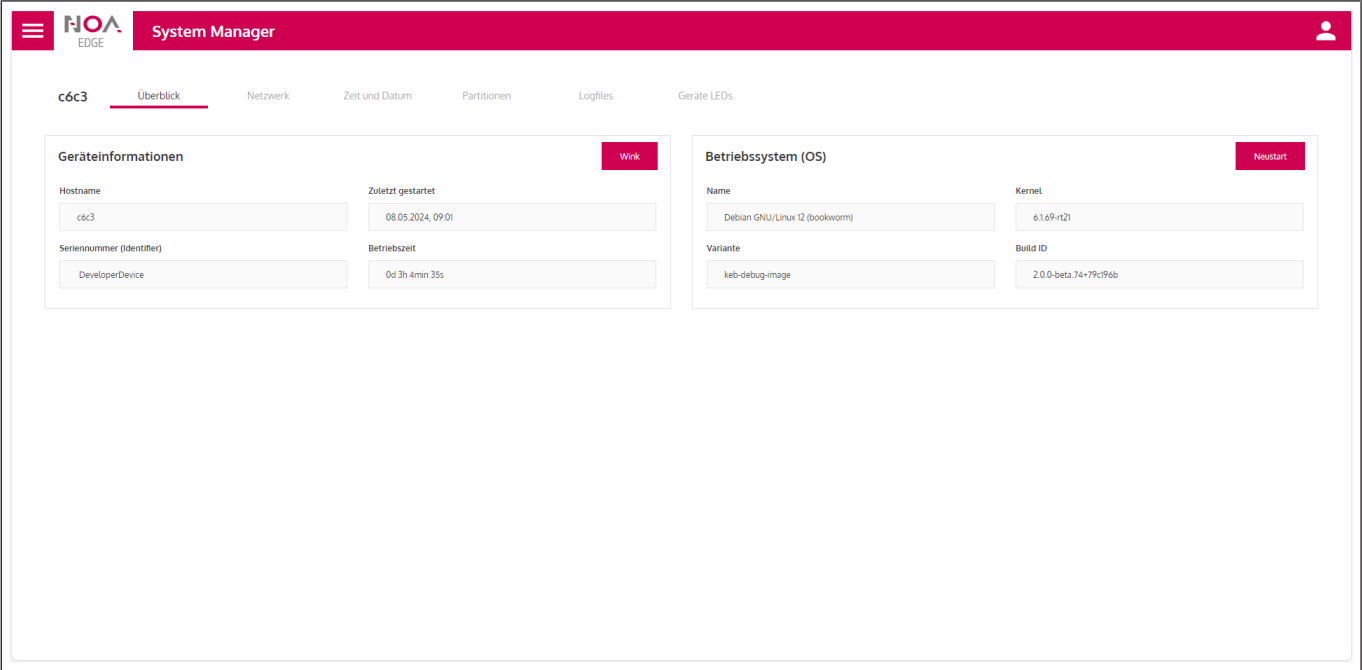 NOA
EDGE
System Manager
c6c3
Überblick
Netzwerk
Zeit und Datum
Partitionen
Logfiles
Geräte LEDs
Geräteinformationen
Wink
Hostname
Zuletzt gestartet
c6c3
08.05.2024, 09:01
Seriennummer (Identifier)
Betriebszeit
DeveloperDevice
0d 3h 4min 35s
Betriebssystem (OS)
Neustart
Name
Kernel
Debian GNU/Linux 12 (bookworm)
6.1.69-rt21
Variante
Build ID
keb-debug-image
2.0.0-beta.74+79c196b